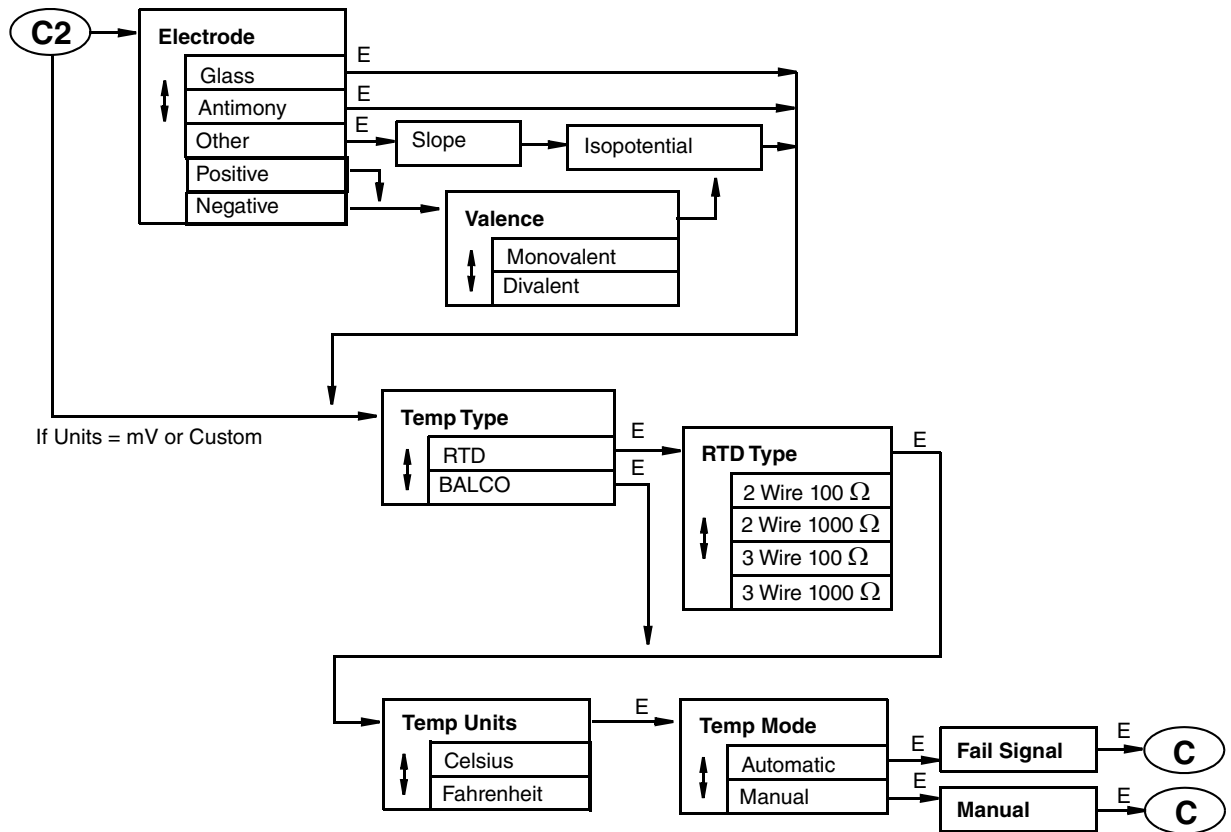 C2
Electrode
E
Glass
E
Antimony
E
Other
Slope
Isopotential
Positive
Negative
Valence
Monovalent
Divalent
If Units = mV or Custom
Temp Type
E
RTD
E
BALCO
RTD Type
E
2 Wire 100 Ω
2 Wire 1000 Ω
3 Wire 100 Ω
3 Wire 1000 Ω
Temp Units
E
Celsius
Fahrenheit
Temp Mode
Automatic
E
Manual
E
Fail Signal
E
C
Manual
E
C